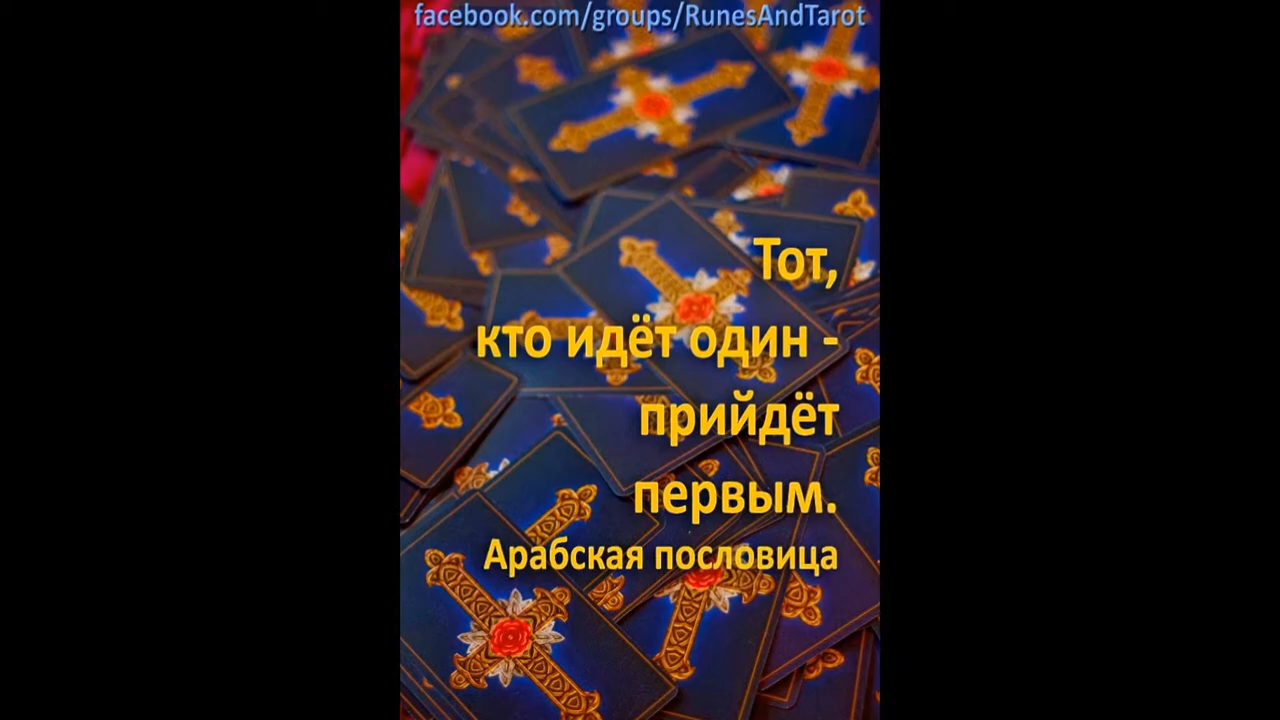 facebook.com/groups/RunesAndTarot
Тот,
кто идёт один -
прийдёт
первым.
Арабская пословица